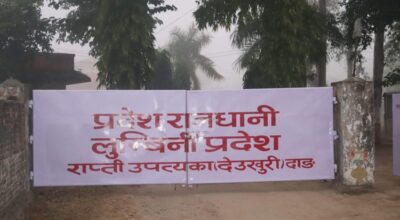 प्रदेश राजधानी
लुम्बिनी प्रदेश
राप्ती उपत्यका(देउखुरी) दाङ